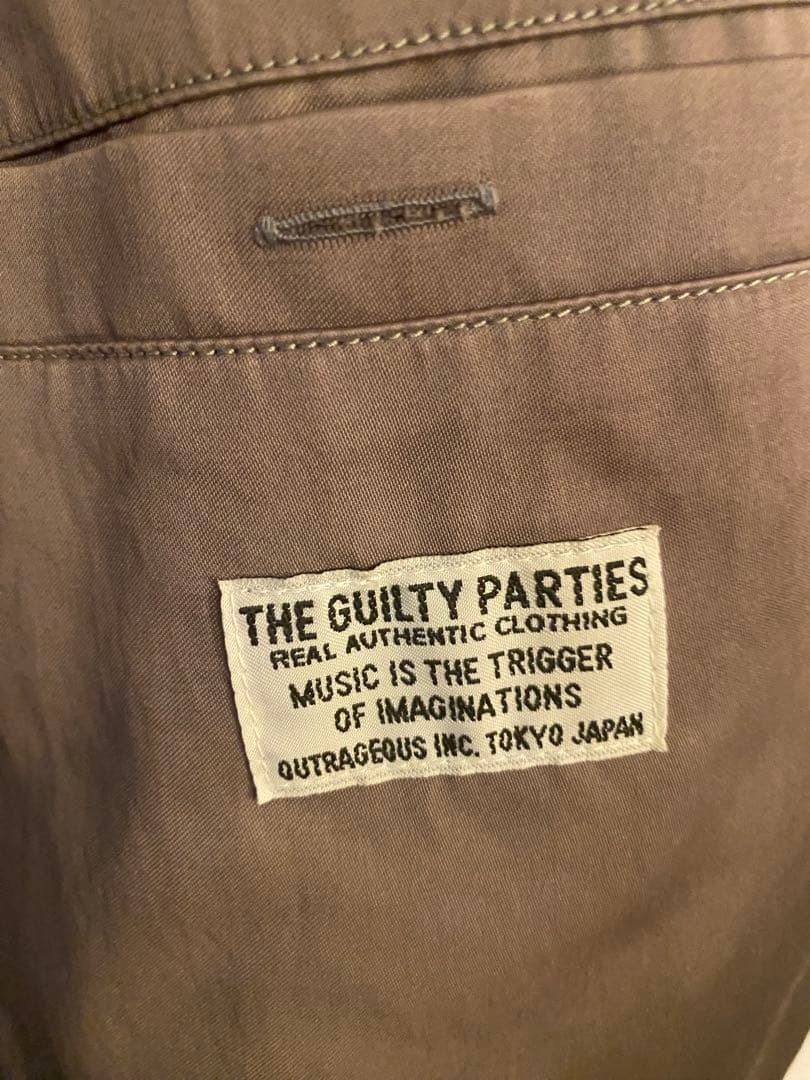 THE GUILTY PARTIES
REAL AUTHENTIC CLOTHING
MUSIC IS THE TRIGGER
OF IMAGINATIONS
OUTRAGEOUS INC. TOKYO JAPAN